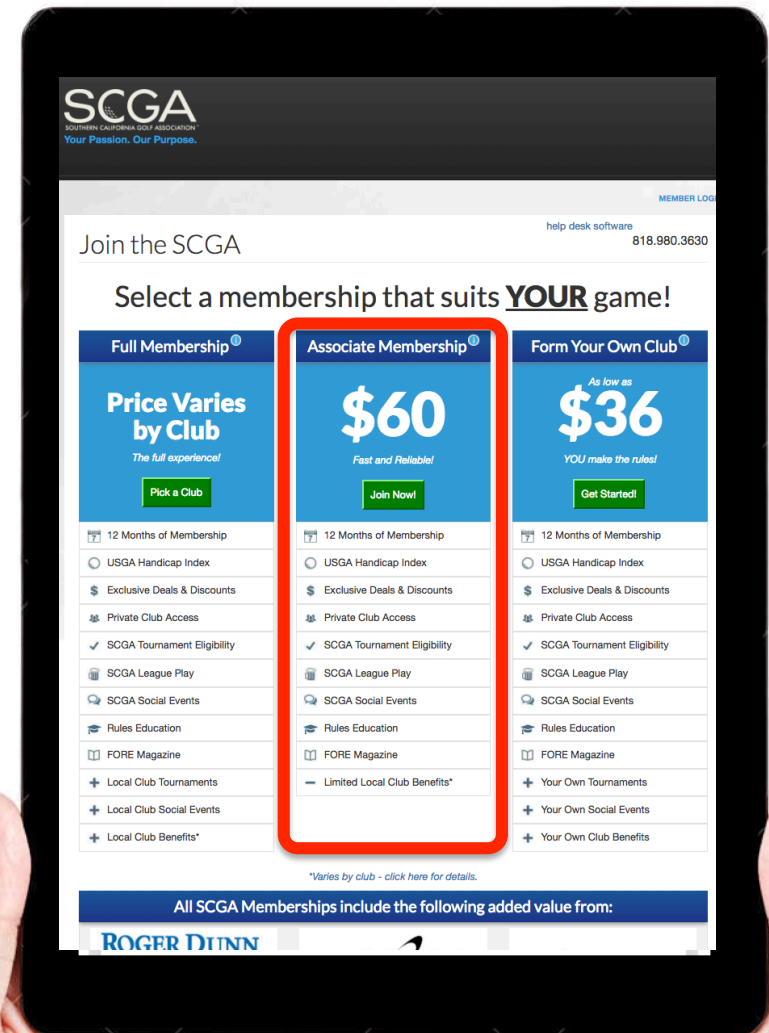 SCGA
SOUTHERN CALIFORNIA GOLF ASSOCIATION
Your Passion. Our Purpose.
MEMBER LOGI
help desk software
818.980.3630
Join the SCGA
Select a membership that suits YOUR game!
Full Membership
Price Varies
by Club
The full experience!
Pick a Club
12 Months of Membership
USGA Handicap Index
Exclusive Deals & Discounts
Private Club Access
SCGA Tournament Eligibility
SCGA League Play
SCGA Social Events
Rules Education
FORE Magazine
Local Club Tournaments
Local Club Social Events
Local Club Benefits*
Associate Membership
$60
Fast and Reliable!
Join Now!
12 Months of Membership
USGA Handicap Index
Exclusive Deals & Discounts
Private Club Access
SCGA Tournament Eligibility
SCGA League Play
SCGA Social Events
Rules Education
FORE Magazine
Limited Local Club Benefits*
Form Your Own Club
As low as
$36
YOU make the rules!
Get Started!
12 Months of Membership
USGA Handicap Index
Exclusive Deals & Discounts
Private Club Access
SCGA Tournament Eligibility
SCGA League Play
SCGA Social Events
Rules Education
FORE Magazine
Your Own Tournaments
Your Own Social Events
Your Own Club Benefits
*Varies by club - click here for details.
All SCGA Memberships include the following added value from:
ROGER DUNN